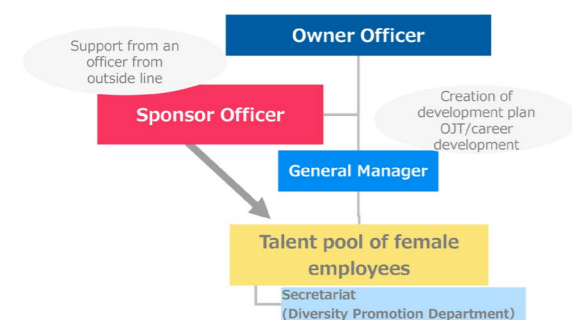 Owner Officer
Support from an
officer from
outside line
Sponsor Officer
Creation of
development plan
OJT/career
development
General Manager
Talent pool of female
employees
Secretariat
(Diversity Promotion Department)